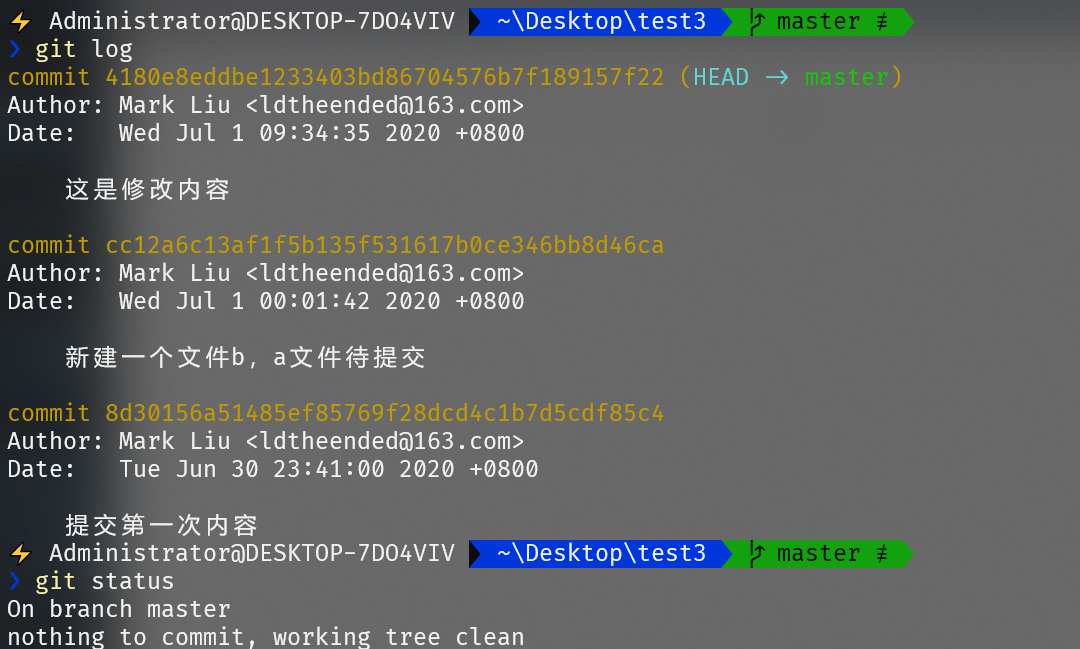 Administrator@DESKTOP-7DO4VIV ~\Desktop\test3 master ≢
❯ git log
commit 4180e8eddbe1233403bd86704576b7f189157f22 (HEAD -> master)
Author: Mark Liu <ldtheended@163.com>
Date:   Wed Jul 1 09:34:35 2020 +0800
这是修改内容
commit cc12a6c13af1f5b135f531617b0ce346bb8d46ca
Author: Mark Liu <ldtheended@163.com>
Date:   Wed Jul 1 00:01:42 2020 +0800
新建一个文件b，a文件待提交
commit 8d30156a51485ef85769f28dcd4c1b7d5cdf85c4
Author: Mark Liu <ldtheended@163.com>
Date:   Tue Jun 30 23:41:00 2020 +0800
提交第一次内容
Administrator@DESKTOP-7DO4VIV ~\Desktop\test3 master ≢
❯ git status
On branch master
nothing to commit, working tree clean